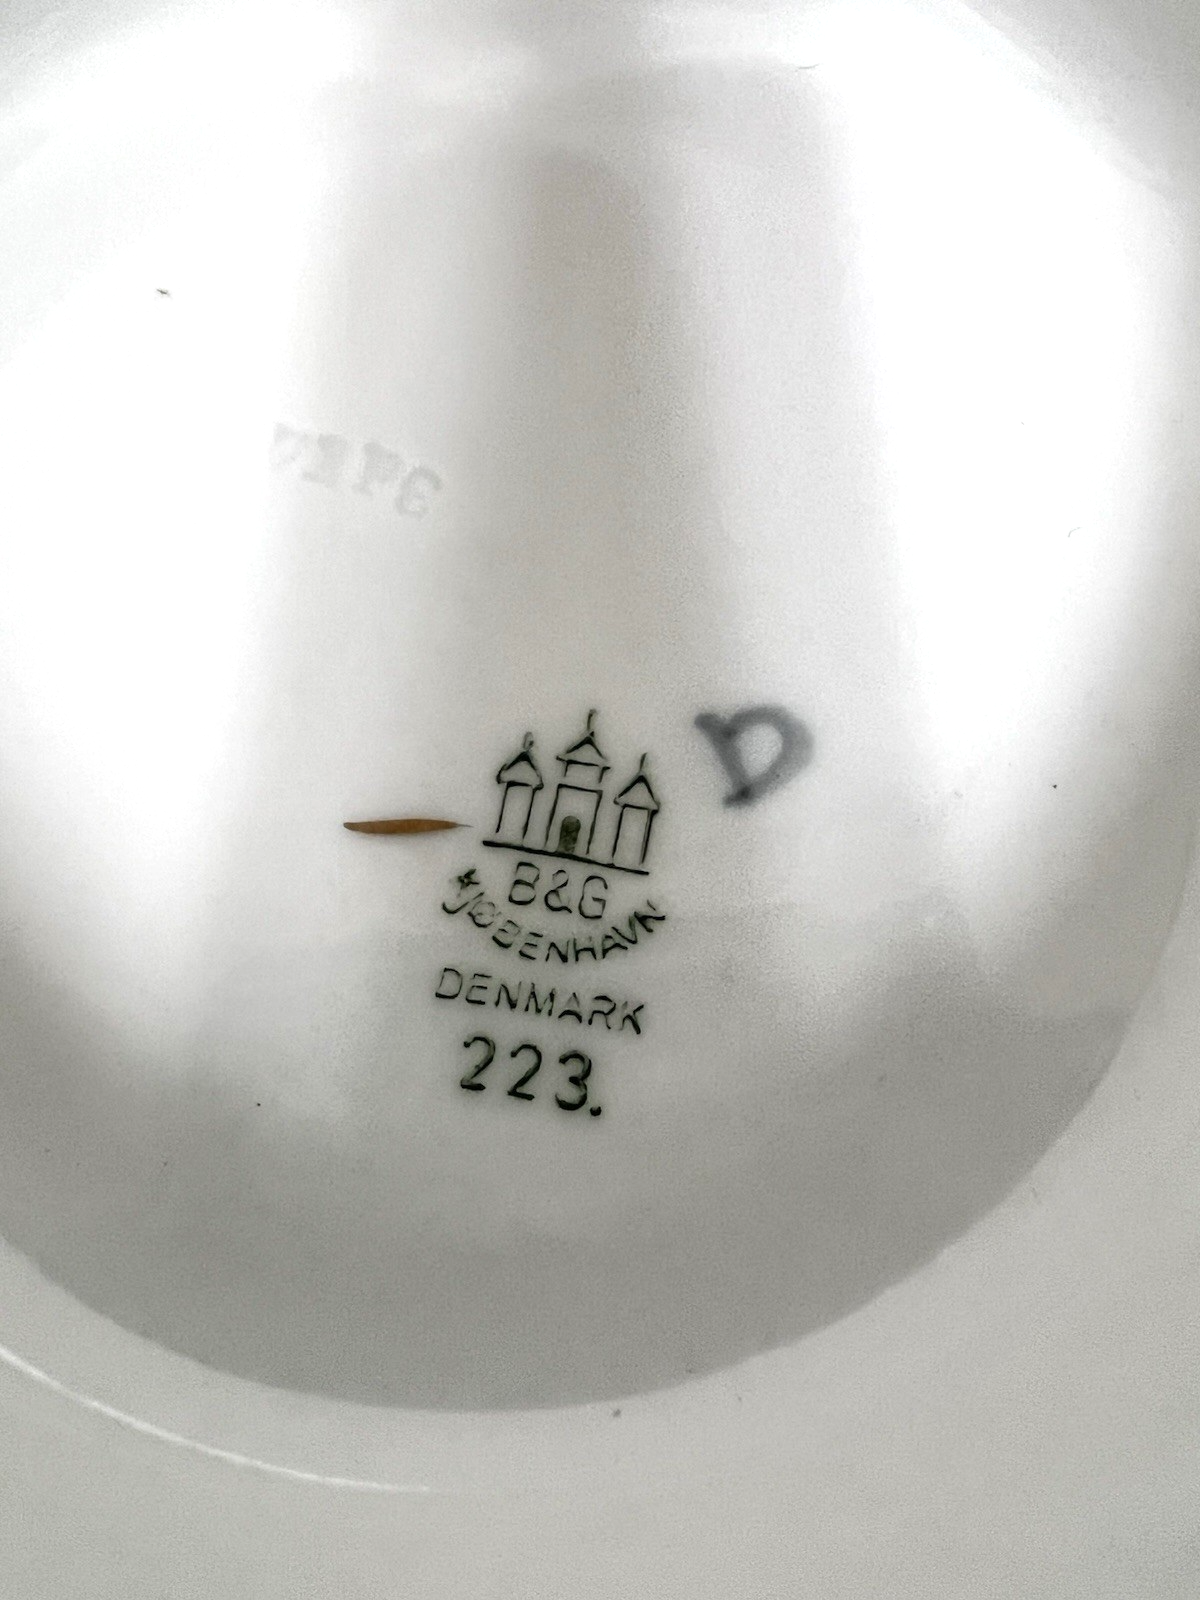 D
B&G
KJØBENHAVN
DENMARK
223.